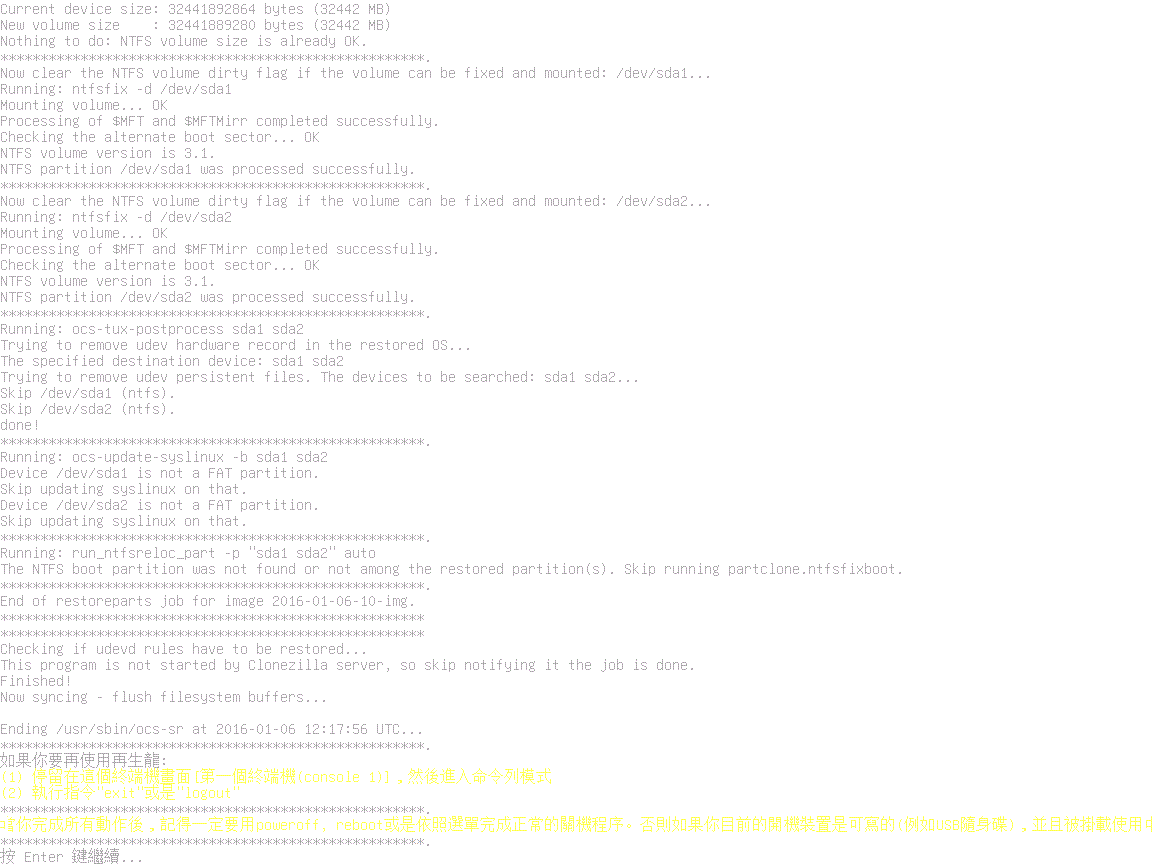 Current device size: 32441892864 bytes (32442 MB)
New volume size    : 32441889280 bytes (32442 MB)
Nothing to do: NTFS volume size is already OK.
*****************************************************.
Now clear the NTFS volume dirty flag if the volume can be fixed and mounted: /dev/sda1...
Running: ntfsfix -d /dev/sda1
Mounting volume... OK
Processing of $MFT and $MFTMirr completed successfully.
Checking the alternate boot sector... OK
NTFS volume version is 3.1.
NTFS partition /dev/sda1 was processed successfully.
*****************************************************.
Now clear the NTFS volume dirty flag if the volume can be fixed and mounted: /dev/sda2...
Running: ntfsfix -d /dev/sda2
Mounting volume... OK
Processing of $MFT and $MFTMirr completed successfully.
Checking the alternate boot sector... OK
NTFS volume version is 3.1.
NTFS partition /dev/sda2 was processed successfully.
*****************************************************.
Running: ocs-tux-postprocess sda1 sda2
Trying to remove udev hardware record in the restored OS...
The specified destination device: sda1 sda2
Trying to remove udev persistent files. The devices to be searched: sda1 sda2...
Skip /dev/sda1 (ntfs).
Skip /dev/sda2 (ntfs).
done!
*****************************************************.
Running: ocs-update-syslinux -b sda1 sda2
Device /dev/sda1 is not a FAT partition.
Skip updating syslinux on that.
Device /dev/sda2 is not a FAT partition.
Skip updating syslinux on that.
*****************************************************.
Running: run_ntfsreloc_part -p "sda1 sda2" auto
The NTFS boot partition was not found or not among the restored partition(s). Skip running partclone.ntfsfixboot.
*****************************************************.
End of restoreparts job for image 2016-01-06-10-img.
*****************************************************
*****************************************************
Checking if udevd rules have to be restored...
This program is not started by Clonezilla server, so skip notifying it the job is done.
Finished!
Now syncing - flush filesystem buffers...
Ending /usr/sbin/ocs-sr at 2016-01-06 12:17:56 UTC...
*****************************************************.
如果你要再使用再生龍:
(1) 停留在這個終端機畫面 [第一個終端機(console 1)]，然後進入命令列模式
(2) 執行指令"exit"或是"logout"
*****************************************************.
當你完成所有動作後，記得一定要用poweroff, reboot或是依照選單完成正常的關機程序。否則如果你目前的開機裝置是可寫的(例如USB隨身碟)，並且被掛載使用中
*****************************************************.
按 Enter 鍵繼續...